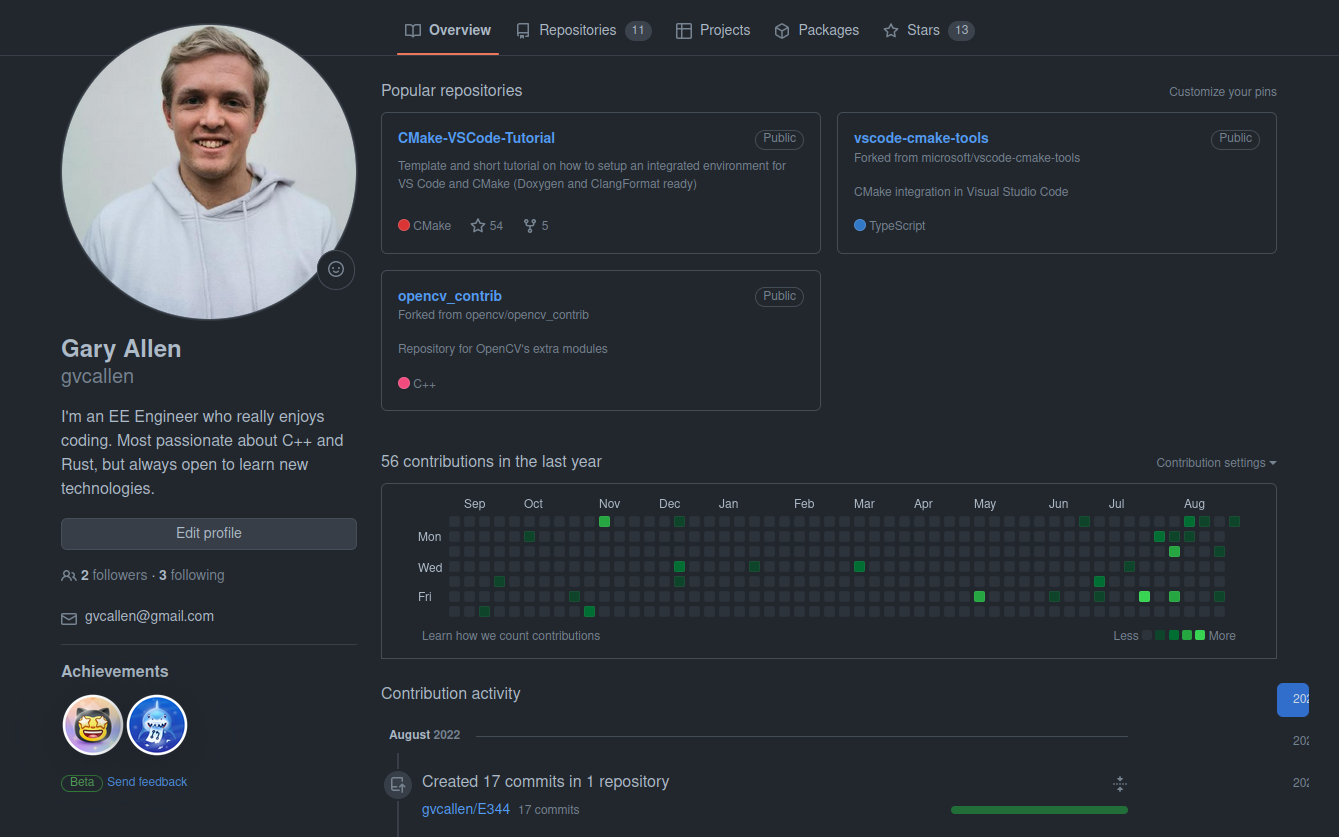 Overview Repositories 11 Projects Packages Stars 13
Popular repositories Customize your pins
CMake-VSCode-Tutorial Public
Template and short tutorial on how to setup an integrated environment for
VS Code and CMake (Doxygen and ClangFormat ready)
CMake 54 5
vscode-cmake-tools Public
Forked from microsoft/vscode-cmake-tools
CMake integration in Visual Studio Code
TypeScript
opencv_contrib Public
Forked from opencv/opencv_contrib
Repository for OpenCV's extra modules
C++
Gary Allen
gvcallen
I'm an EE Engineer who really enjoys
coding. Most passionate about C++ and
Rust, but always open to learn new
technologies.
Edit profile
2 followers · 3 following
gvcallen@gmail.com
Achievements
Beta Send feedback
56 contributions in the last year Contribution settings
Sep Oct Nov Dec Jan Feb Mar Apr May Jun Jul Aug
Mon
Wed
Fri
Learn how we count contributions Less More
Contribution activity
August 2022
Created 17 commits in 1 repository
gvcallen/E344 17 commits